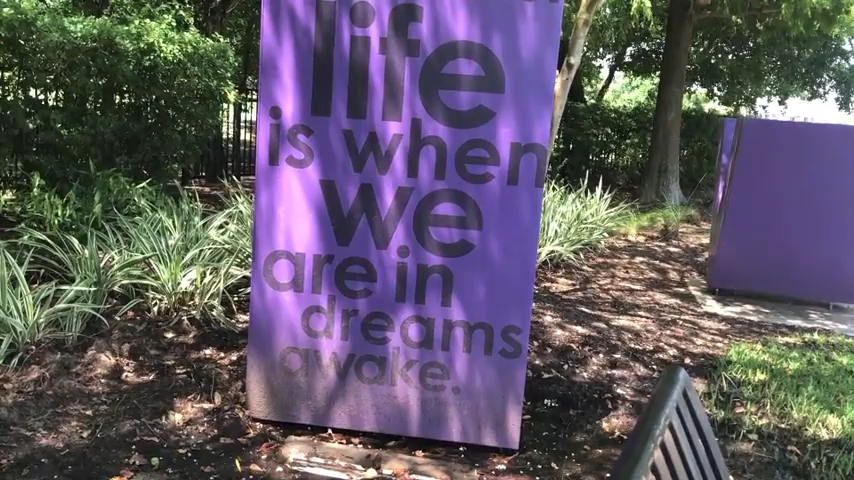 life
is when
we
are in
dreams
awake.